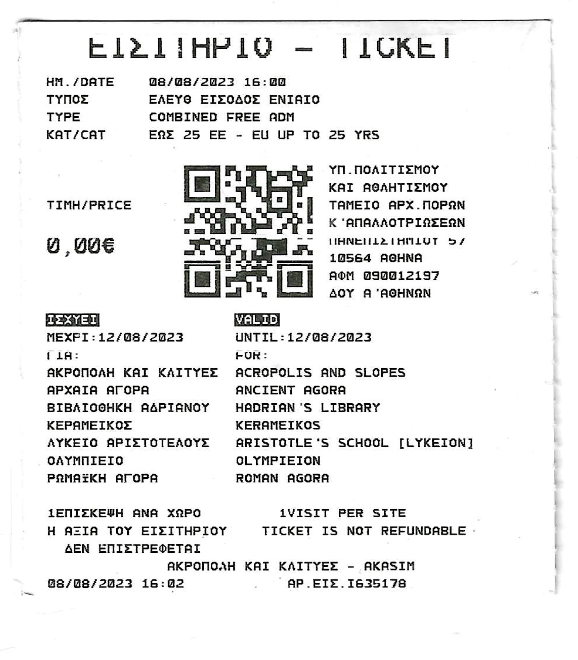 ΕΙΣΙΤΗΡΙΟ – TICKET
ΗΜ./DATE 08/08/2023 16:00
ΤΥΠΟΣ ΕΛΕΥΘ ΕΙΣΟΔΟΣ ΕΝΙΑΙΟ
TYPE COMBINED FREE ADM
ΚΑΤ/CAT ΕΩΣ 25 ΕΕ - EU UP TO 25 YRS
ΥΠ.ΠΟΛΙΤΙΣΜΟΥ
ΚΑΙ ΑΘΛΗΤΙΣΜΟΥ
ΤΙΜΗ/PRICE ΤΑΜΕΙΟ ΑΡΧ.ΠΟΡΩΝ
Κ'ΑΠΑΛΛΟΤΡΙΩΣΕΩΝ
0,00€ ΠΑΝΕΠΙΣΤΗΜΙΟΥ 57
10564 ΑΘΗΝΑ
ΑΦΜ 090012197
ΔΟΥ Α'ΑΘΗΝΩΝ
ΙΣΧΥΕΙ VALID
ΜΕΧΡΙ:12/08/2023 UNTIL:12/08/2023
ΓΙΑ: FOR:
ΑΚΡΟΠΟΛΗ ΚΑΙ ΚΛΙΤΥΕΣ ACROPOLIS AND SLOPES
ΑΡΧΑΙΑ ΑΓΟΡΑ ANCIENT AGORA
ΒΙΒΛΙΟΘΗΚΗ ΑΔΡΙΑΝΟΥ HADRIAN'S LIBRARY
ΚΕΡΑΜΕΙΚΟΣ KERAMEIKOS
ΛΥΚΕΙΟ ΑΡΙΣΤΟΤΕΛΟΥΣ ARISTOTLE'S SCHOOL [LYKEION]
ΟΛΥΜΠΙΕΙΟ OLYMPIEION
ΡΩΜΑΪΚΗ ΑΓΟΡΑ ROMAN AGORA
1ΕΠΙΣΚΕΨΗ ΑΝΑ ΧΩΡΟ 1VISIT PER SITE
Η ΑΞΙΑ ΤΟΥ ΕΙΣΙΤΗΡΙΟΥ TICKET IS NOT REFUNDABLE
ΔΕΝ ΕΠΙΣΤΡΕΦΕΤΑΙ
ΑΚΡΟΠΟΛΗ ΚΑΙ ΚΛΙΤΥΕΣ - AKASIM
08/08/2023 16:02 ΑΡ.ΕΙΣ.Ι635178